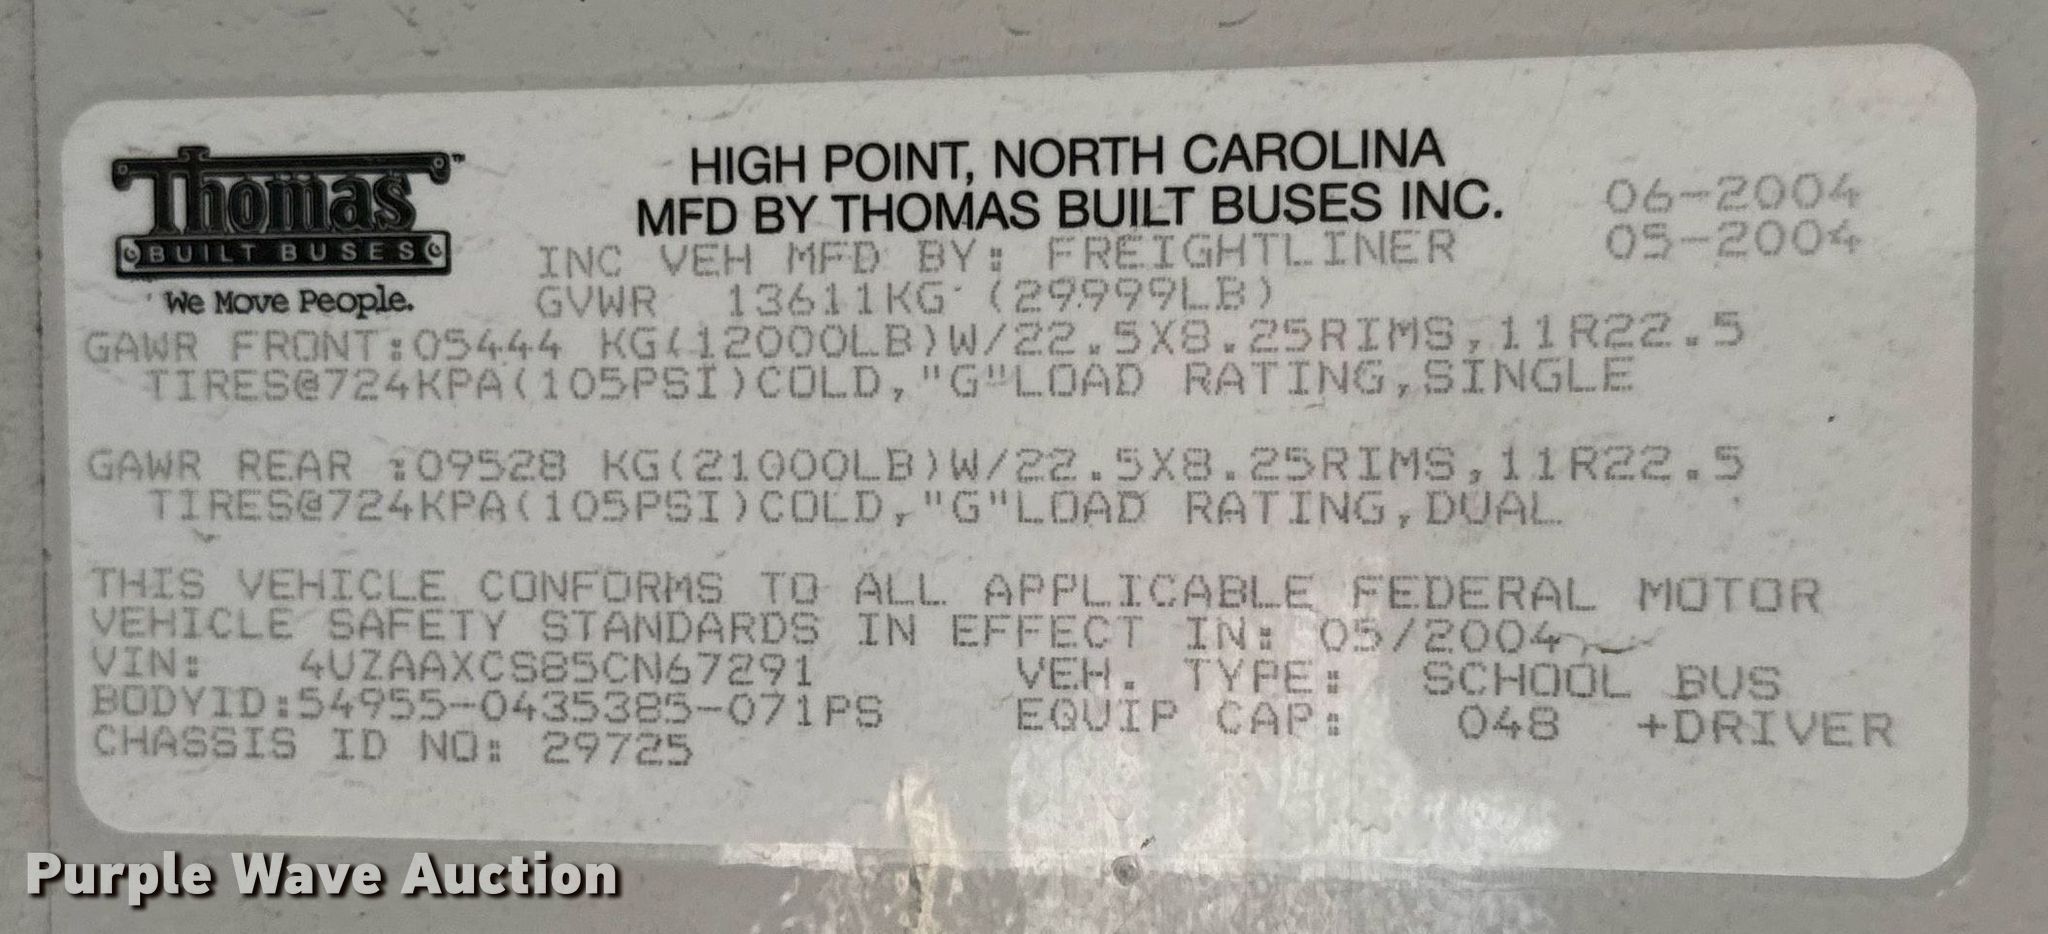 Thomas™
BUILT BUSES
We Move People.
HIGH POINT, NORTH CAROLINA
MFD BY THOMAS BUILT BUSES INC. 06-2004
INC VEH MFD BY: FREIGHTLINER 05-2004
GVWR 13611KG (29999LB)
GAWR FRONT:05444 KG(12000LB)W/22.5X8.25RIMS,11R22.5
TIRES@724KPA(105PSI)COLD,"G"LOAD RATING,SINGLE
GAWR REAR :09528 KG(21000LB)W/22.5X8.25RIMS,11R22.5
TIRES@724KPA(105PSI)COLD,"G"LOAD RATING,DUAL
THIS VEHICLE CONFORMS TO ALL APPLICABLE FEDERAL MOTOR
VEHICLE SAFETY STANDARDS IN EFFECT IN: 05/2004
VIN: 4UZAAXCS85CN67291 VEH. TYPE: SCHOOL BUS
BODYID:54955-0435385-071PS EQUIP CAP: 048 +DRIVER
CHASSIS ID NO: 29725
Purple Wave Auction